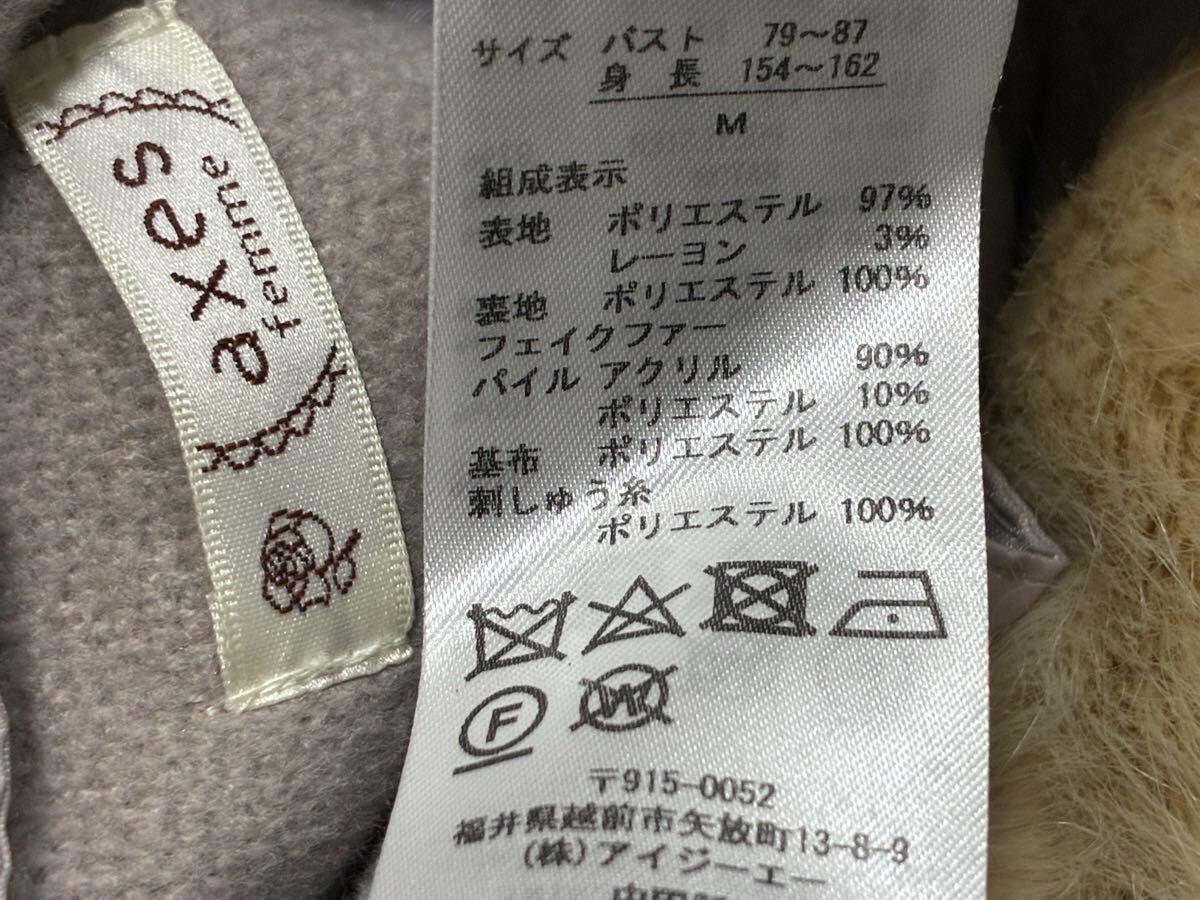 axes
femme
サイズ バスト 79～87
身長 154～162
M
組成表示
表地 ポリエステル 97%
レーヨン 3%
裏地 ポリエステル 100%
フェイクファー
パイル アクリル 90%
ポリエステル 10%
基布 ポリエステル 100%
刺しゅう糸
ポリエステル 100%
F
W
〒915-0052
福井県越前市矢放町13-8-9
(株)アイジーエー